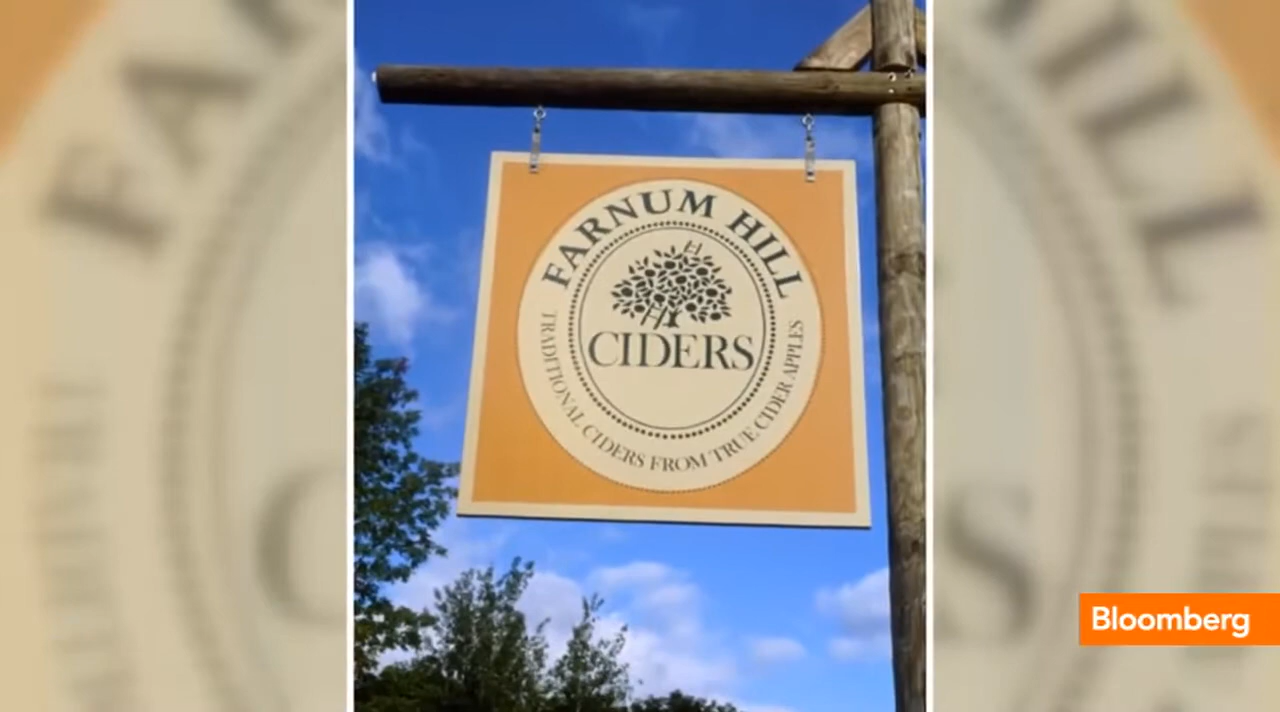 FARNUM HILL
CIDERS
TRADITIONAL CIDERS FROM TRUE CIDER APPLES
Bloomberg